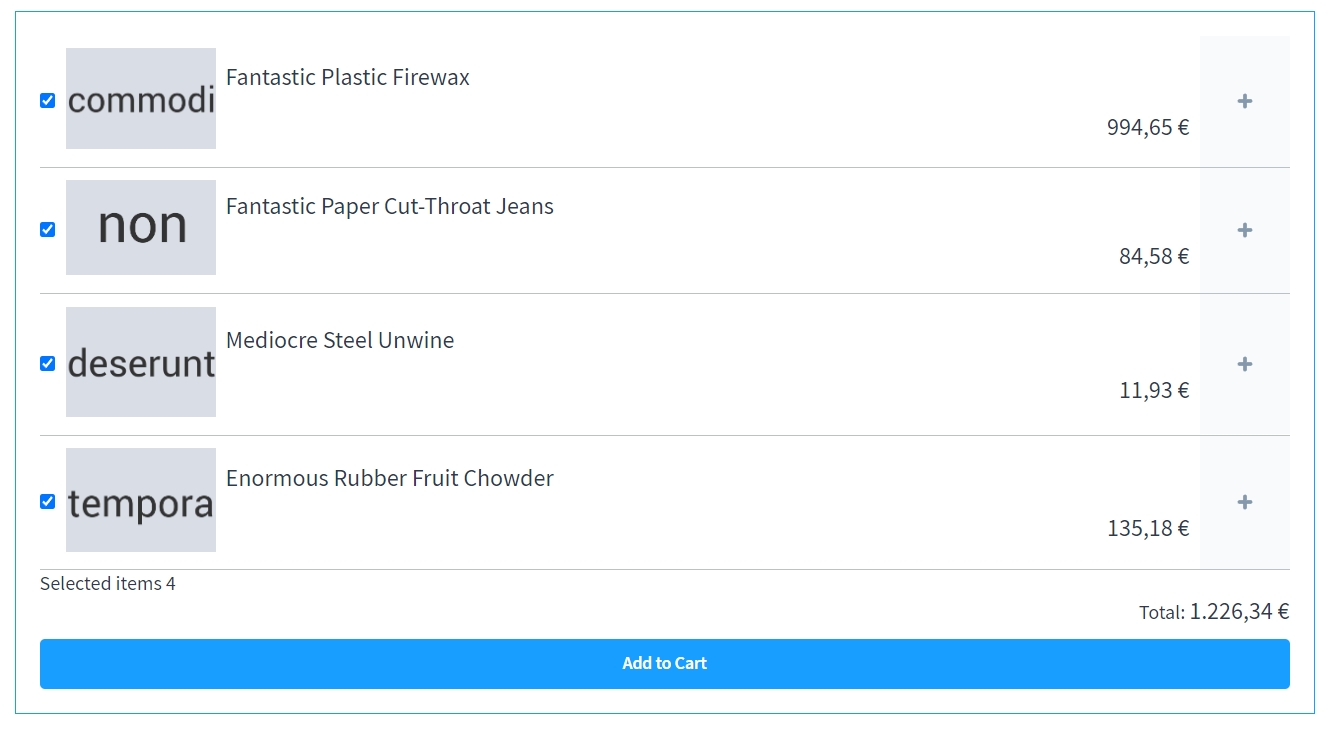 commodi
Fantastic Plastic Firewax
994,65 €
+
non
Fantastic Paper Cut-Throat Jeans
84,58 €
+
deserunt
Mediocre Steel Unwine
11,93 €
+
tempora
Enormous Rubber Fruit Chowder
135,18 €
+
Selected items 4
Total: 1.226,34 €
Add to Cart